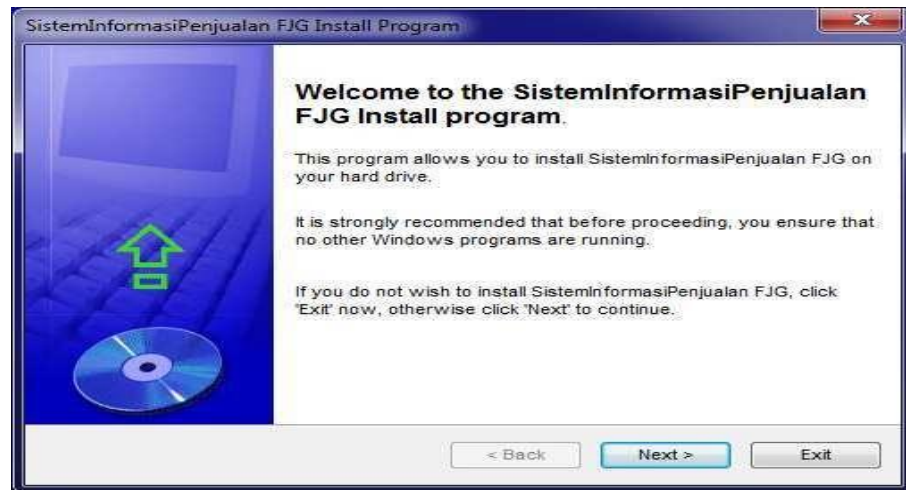 SistemInformasiPenjualan FJG Install Program
Welcome to the SistemInformasiPenjualan
FJG Install program.
This program allows you to install SistemInformasiPenjualan FJG on
your hard drive.
It is strongly recommended that before proceeding, you ensure that
no other Windows programs are running.
If you do not wish to install SistemInformasiPenjualan FJG, click
'Exit' now, otherwise click 'Next' to continue.
< Back Next > Exit